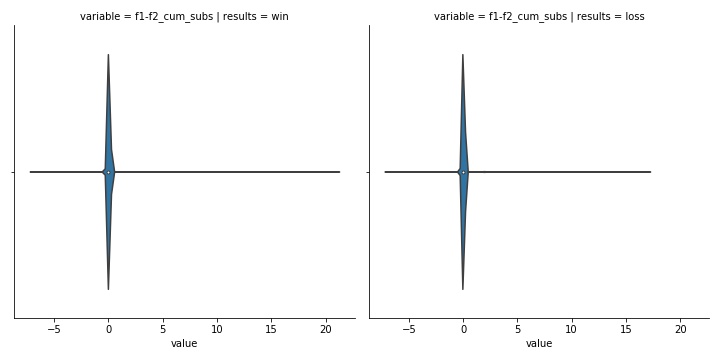 variable = f1-f2_cum_subs | results = win
variable = f1-f2_cum_subs | results = loss
−5 0 5 10 15 20
−5 0 5 10 15 20
value
value